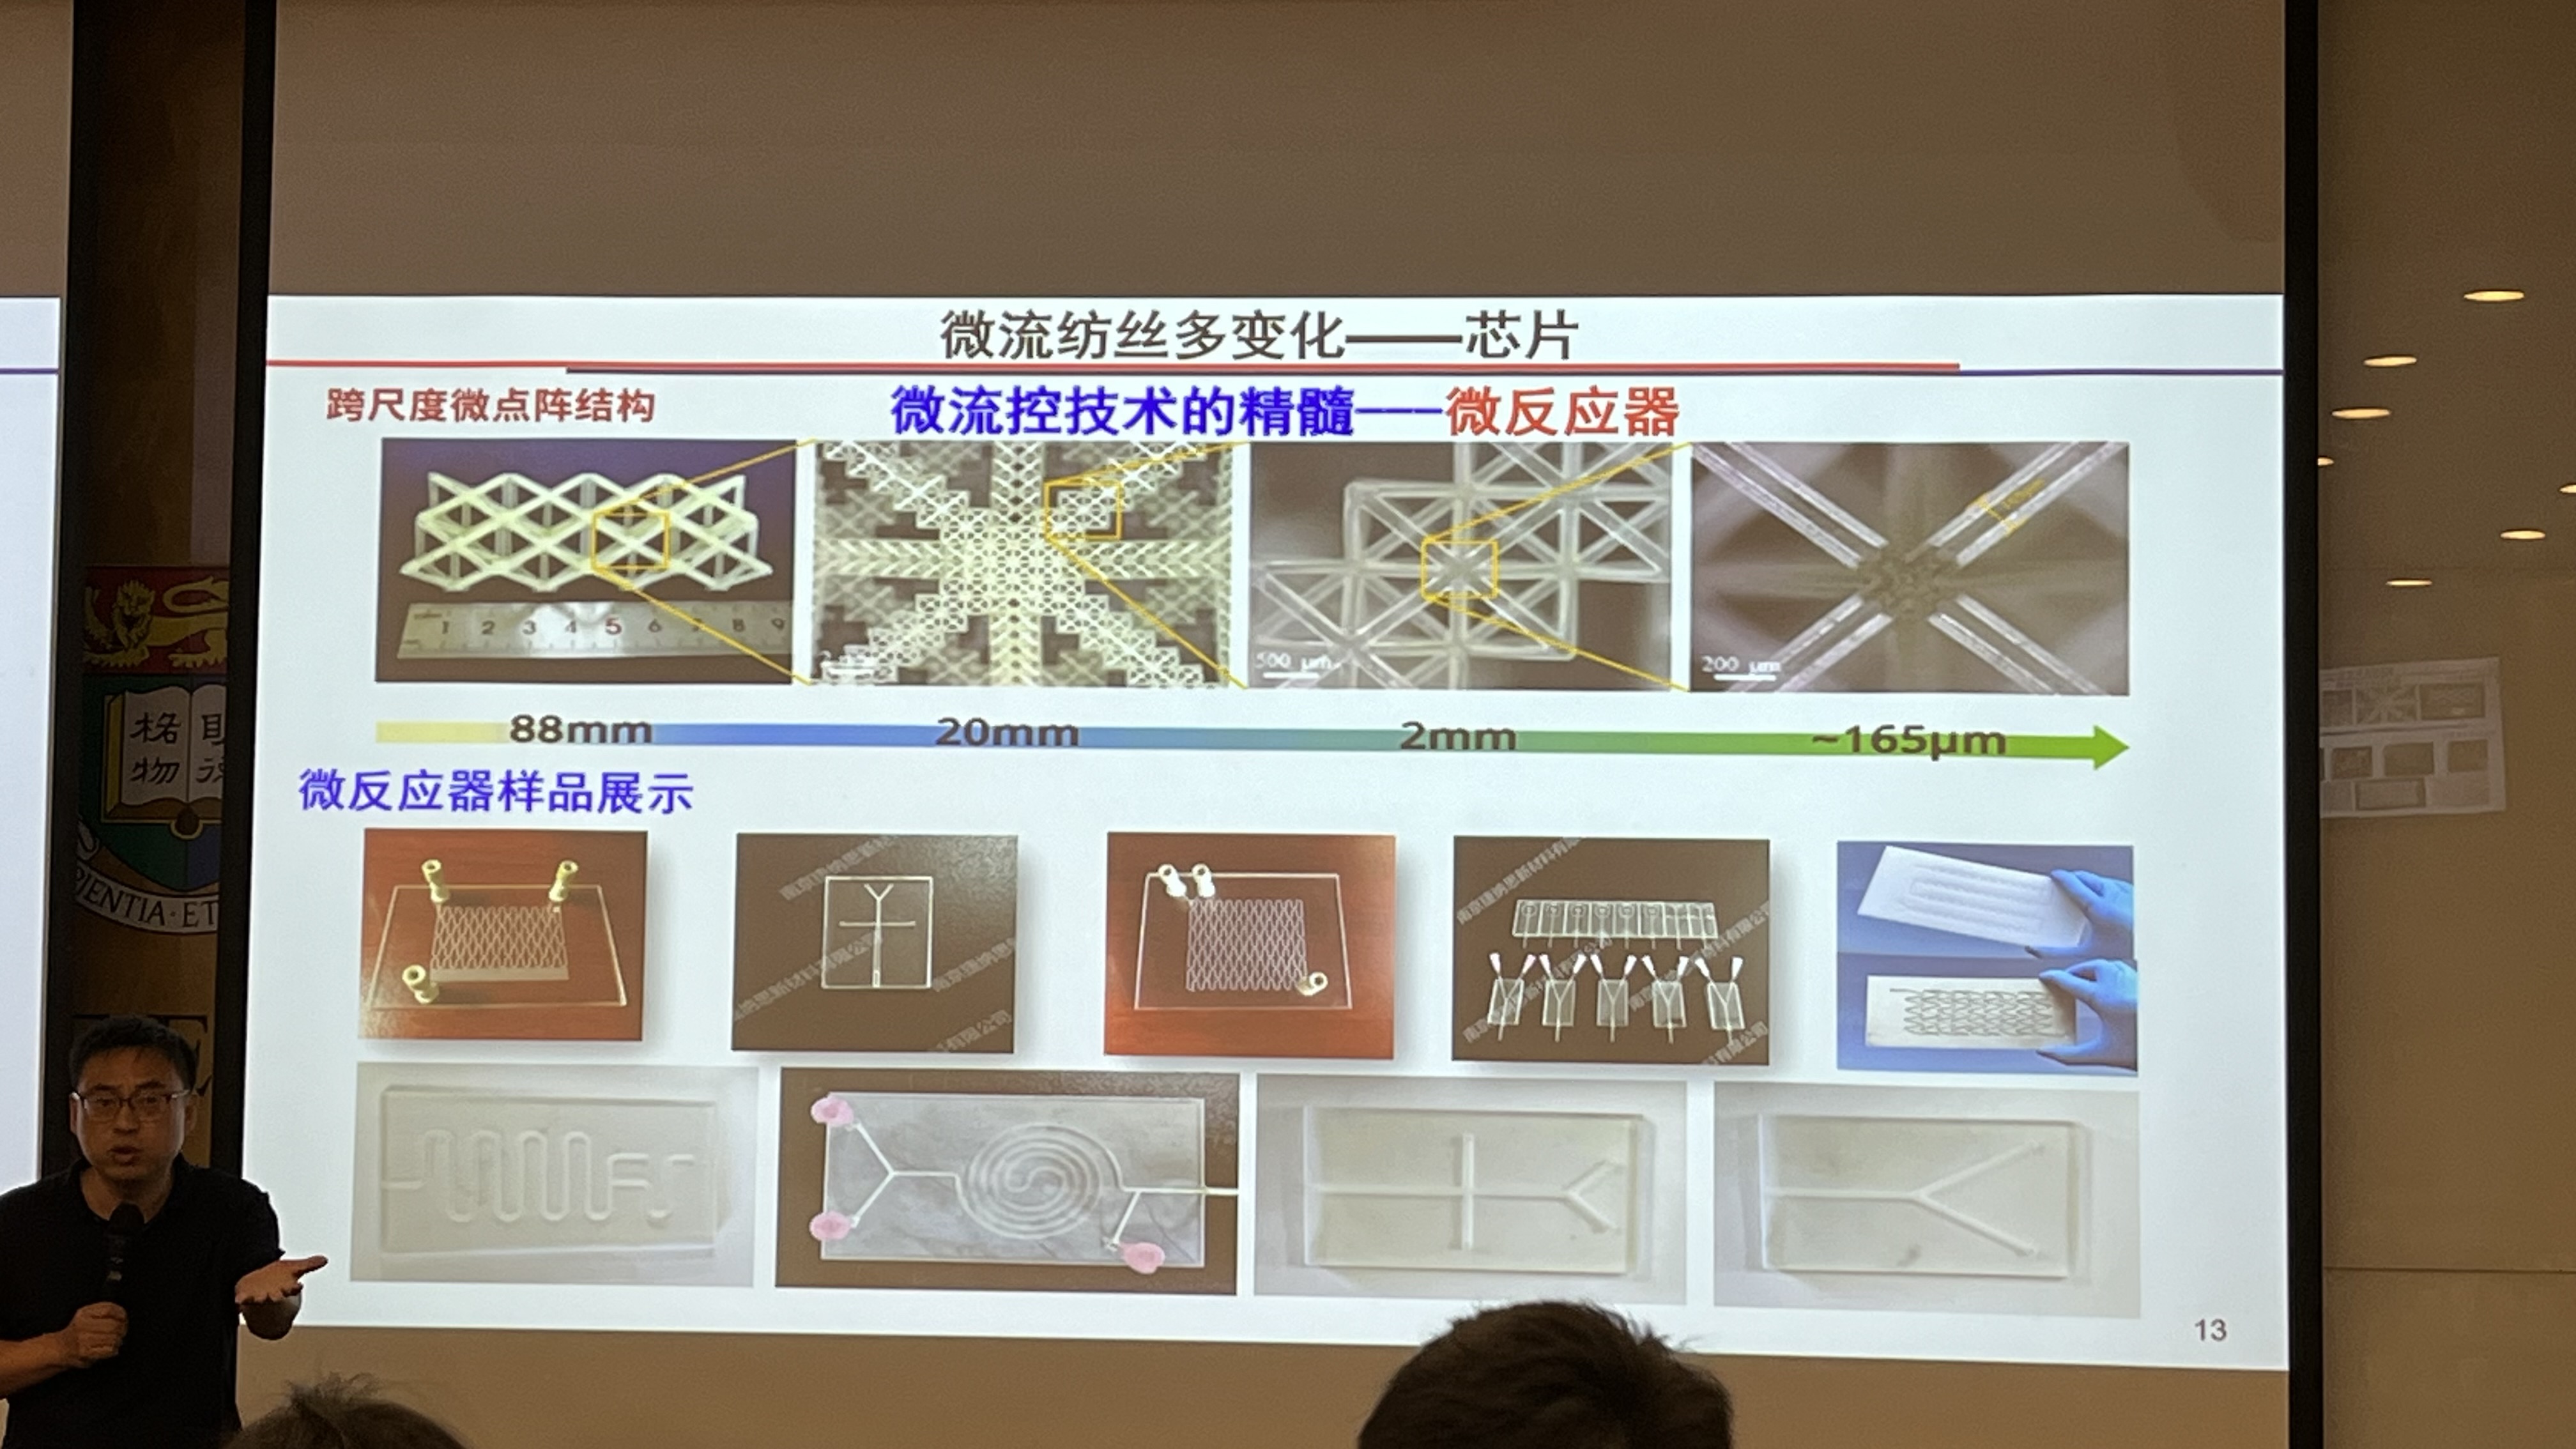 微流纺丝多变化——芯片
跨尺度微点阵结构
微流控技术的精髓---微反应器
1 2 3 4 5 6 7 8 9
500 μm
200 μm
88mm
20mm
2mm
~165μm
微反应器样品展示
格物
PIENTIA·ET
13